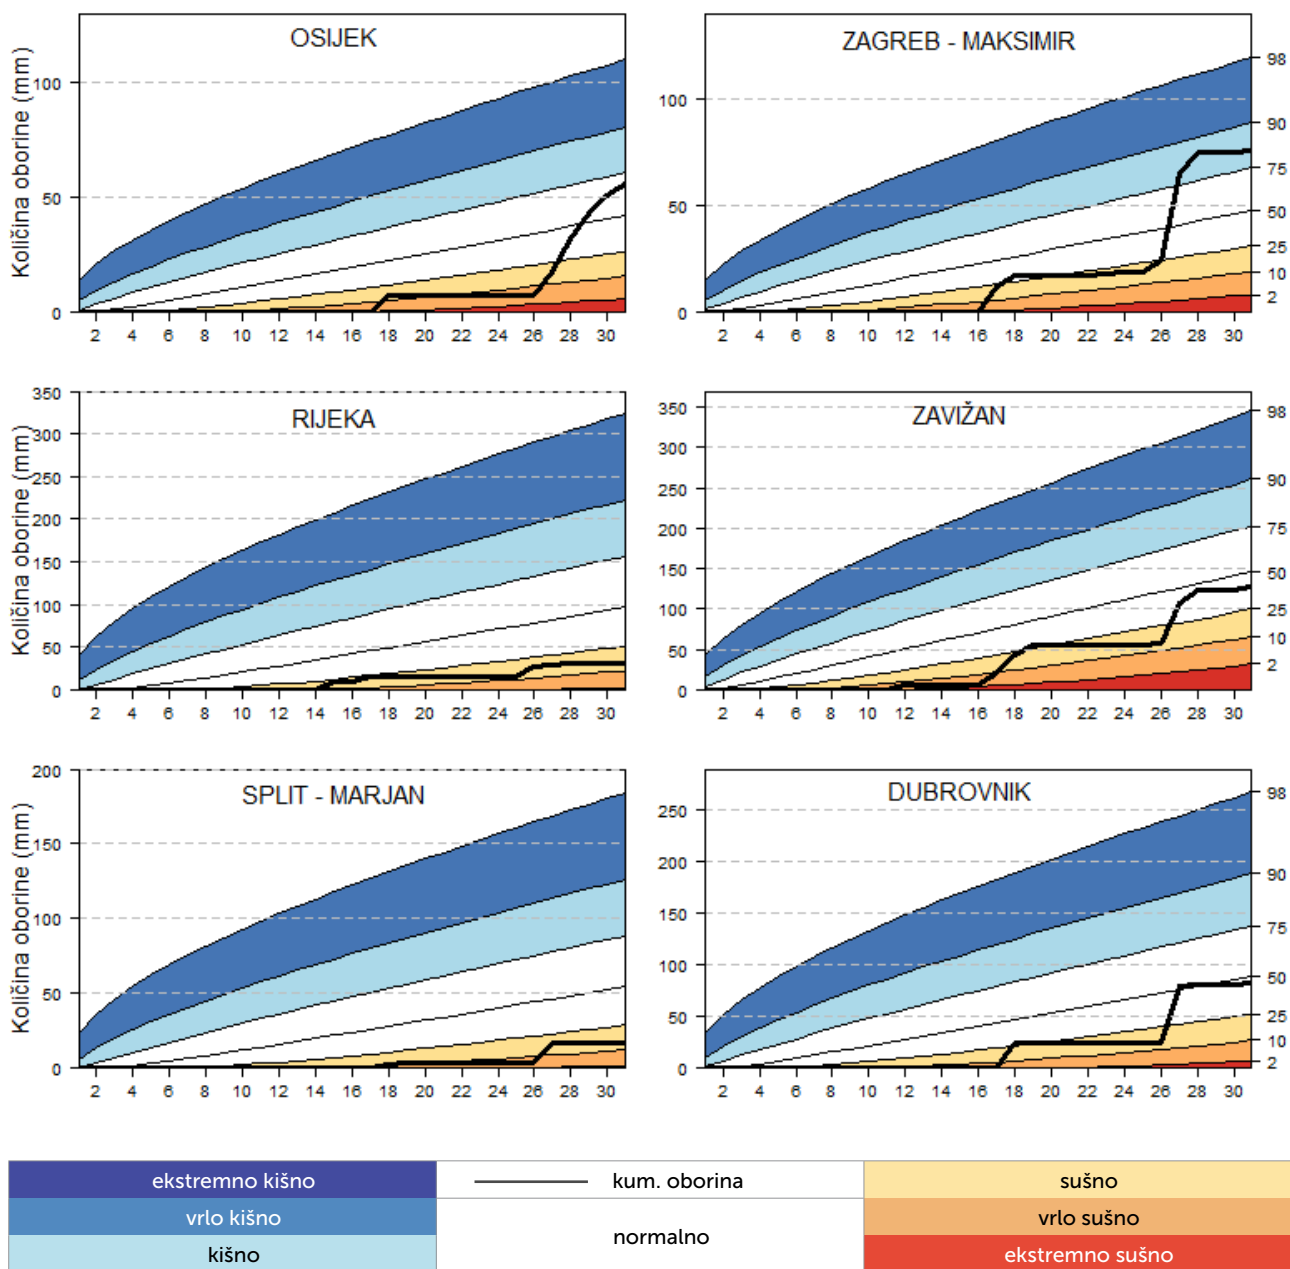 OSIJEK
Količina oborine (mm)
100
50
0
2 4 6 8 10 12 14 16 18 20 22 24 26 28 30
ZAGREB - MAKSIMIR
100
50
0
98
90
75
50
25
10
2
2 4 6 8 10 12 14 16 18 20 22 24 26 28 30
RIJEKA
Količina oborine (mm)
350
300
250
200
150
100
50
0
2 4 6 8 10 12 14 16 18 20 22 24 26 28 30
ZAVIŽAN
350
300
250
200
150
100
50
0
98
90
75
50
25
10
2
2 4 6 8 10 12 14 16 18 20 22 24 26 28 30
SPLIT - MARJAN
Količina oborine (mm)
200
150
100
50
0
2 4 6 8 10 12 14 16 18 20 22 24 26 28 30
DUBROVNIK
250
200
150
100
50
0
98
90
75
50
25
10
2
2 4 6 8 10 12 14 16 18 20 22 24 26 28 30
ekstremno kišno
vrlo kišno
kišno
kum. oborina
normalno
sušno
vrlo sušno
ekstremno sušno